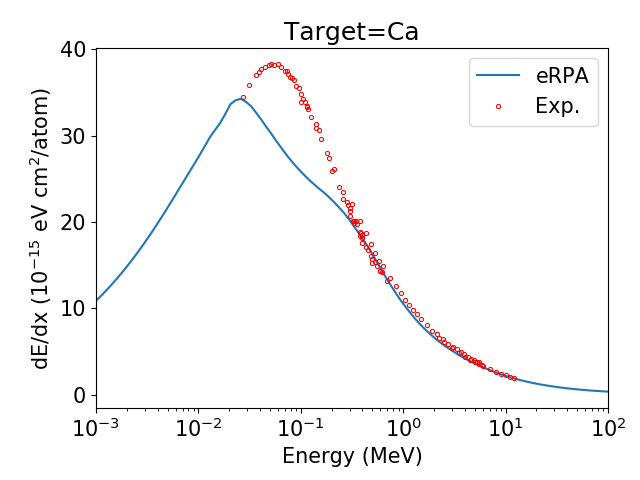 Target=Ca
dE/dx (10⁻¹⁵ eV cm²/atom)
40
30
20
10
0
eRPA
Exp.
10⁻³ 10⁻² 10⁻¹ 10⁰ 10¹ 10²
Energy (MeV)